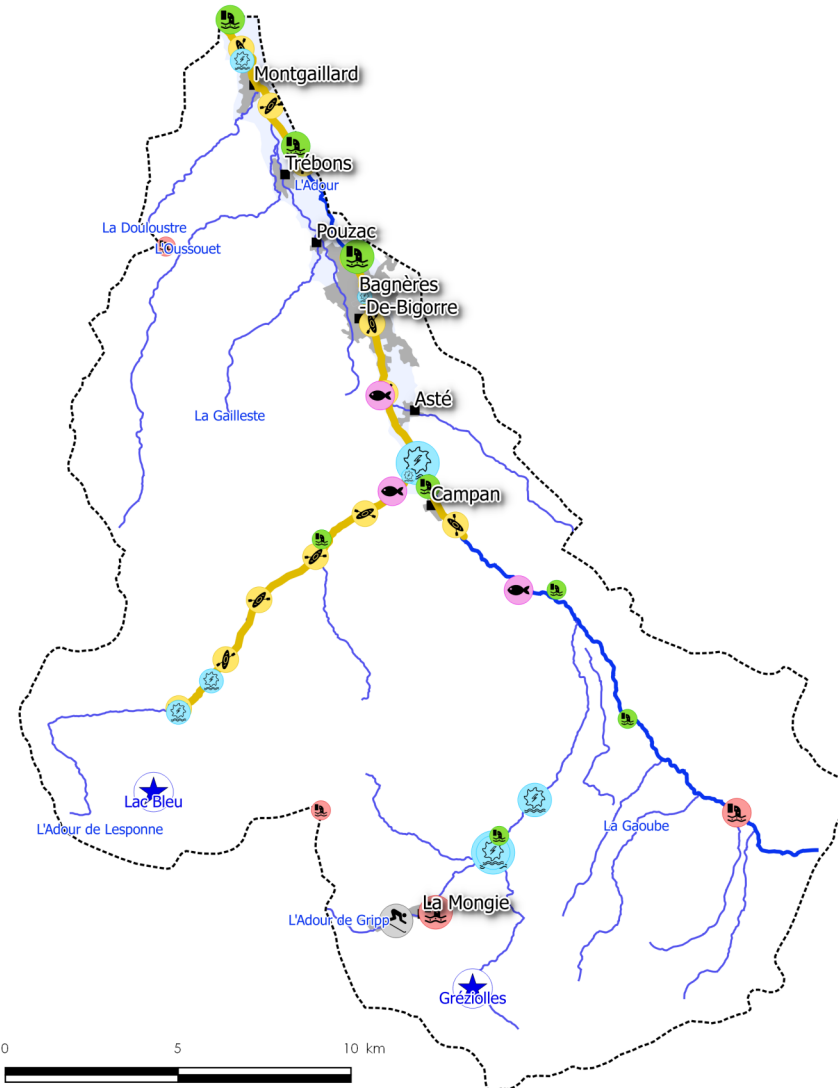 Montgaillard
Trébons
L'Adour
La Douloustre
L'Oussouet
Pouzac
Bagnères
-De-Bigorre
Asté
La Gailleste
Campan
Lac Bleu
L'Adour de Lesponne
La Gaoube
La Mongie
L'Adour de Gripp
Gréziolles
0 5 10 km